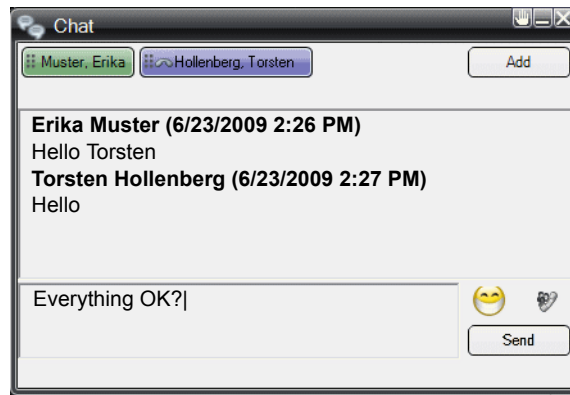 Chat
Muster, Erika Hollenberg, Torsten Add
Erika Muster (6/23/2009 2:26 PM)
Hello Torsten
Torsten Hollenberg (6/23/2009 2:27 PM)
Hello
Everything OK?
Send